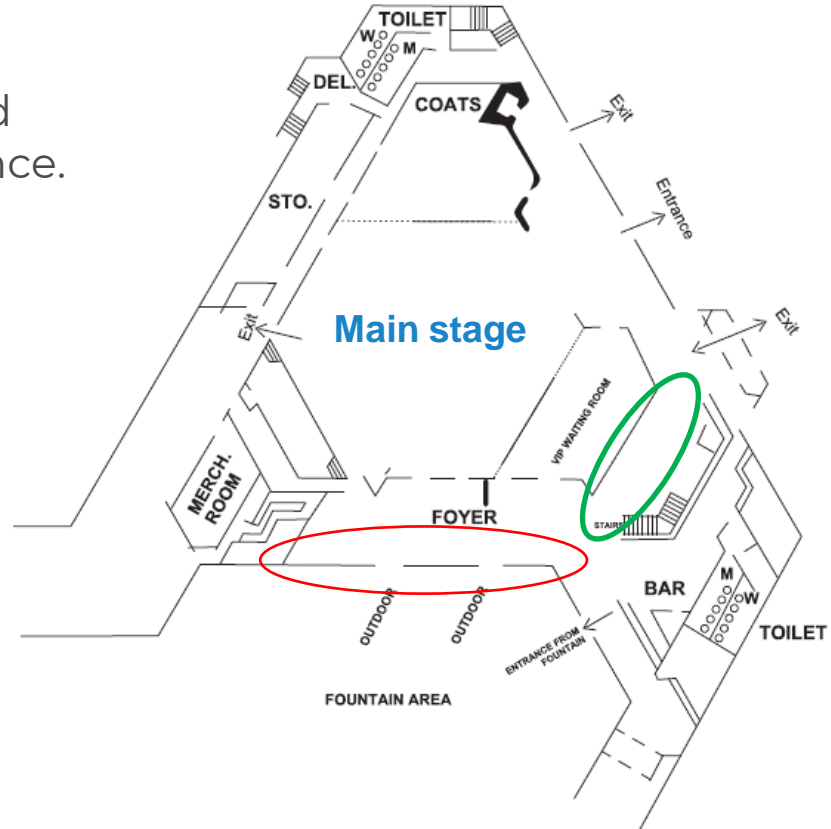 TOILET
W
M
d
DEL.
COATS
Exit
nce.
Entrance
STO.
Exit
Exit
Main stage
VIP WAITING ROOM
MERCH.
ROOM
FOYER
STAIRS
BAR
M
W
OUTDOOR
OUTDOOR
TOILET
ENTRANCE FROM
FOUNTAIN
FOUNTAIN AREA